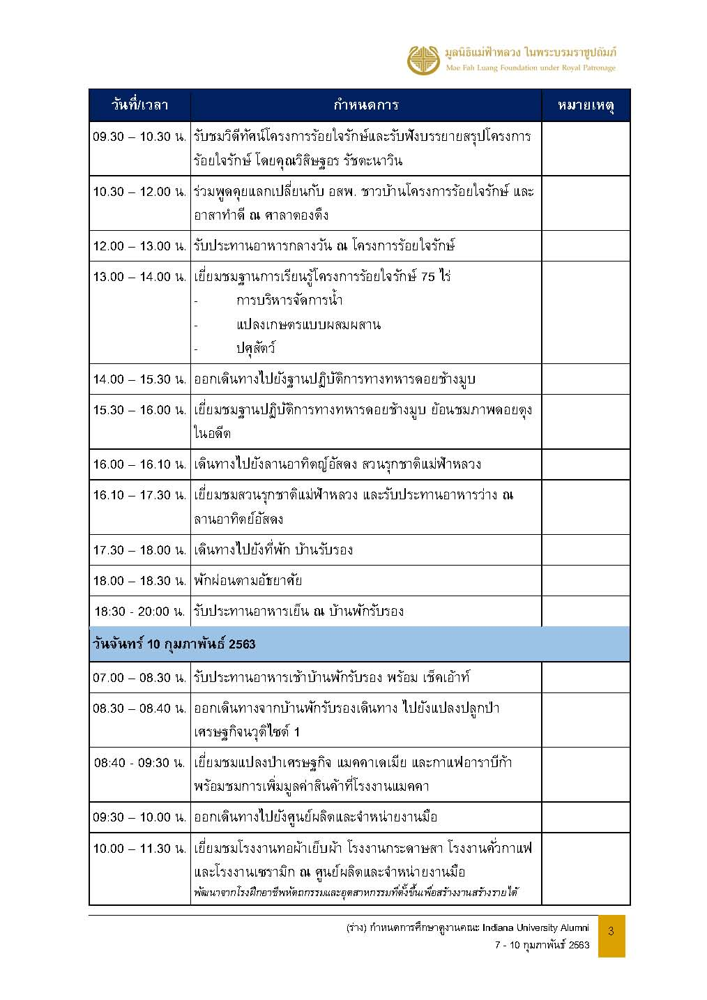 มูลนิธิแม่ฟ้าหลวง ในพระบรมราชูปถัมภ์
Mae Fah Luang Foundation under Royal Patronage
วันที่/เวลา กำหนดการ หมายเหตุ
09.30 – 10.30 น. รับชมวิดีทัศน์โครงการร้อยใจรักษ์และรับฟังบรรยายสรุปโครงการ
ร้อยใจรักษ์ โดยคุณวิสิษฐอร รัชตะนาวิน
10.30 – 12.00 น. ร่วมพูดคุยแลกเปลี่ยนกับ อสพ. ชาวบ้านโครงการร้อยใจรักษ์ และ
อาสาทำดี ณ ศาลาตองตึง
12.00 – 13.00 น. รับประทานอาหารกลางวัน ณ โครงการร้อยใจรักษ์
13.00 – 14.00 น. เยี่ยมชมฐานการเรียนรู้โครงการร้อยใจรักษ์ 75 ไร่
- การบริหารจัดการน้ำ
- แปลงเกษตรแบบผสมผสาน
- ปศุสัตว์
14.00 – 15.30 น. ออกเดินทางไปยังฐานปฏิบัติการทางทหารดอยช้างมูบ
15.30 – 16.00 น. เยี่ยมชมฐานปฏิบัติการทางทหารดอยช้างมูบ ย้อนชมภาพดอยตุง
ในอดีต
16.00 – 16.10 น. เดินทางไปยังลานอาทิตญ์อัสดง สวนรุกชาติแม่ฟ้าหลวง
16.10 – 17.30 น. เยี่ยมชมสวนรุกชาติแม่ฟ้าหลวง และรับประทานอาหารว่าง ณ
ลานอาทิตย์อัสดง
17.30 – 18.00 น. เดินทางไปยังที่พัก บ้านรับรอง
18.00 – 18.30 น. พักผ่อนตามอัธยาศัย
18:30 - 20:00 น. รับประทานอาหารเย็น ณ บ้านพักรับรอง
วันจันทร์ 10 กุมภาพันธ์ 2563
07.00 – 08.30 น. รับประทานอาหารเช้าบ้านพักรับรอง พร้อม เช็คเอ้าท์
08.30 – 08.40 น. ออกเดินทางจากบ้านพักรับรองเดินทาง ไปยังแปลงปลูกป่า
เศรษฐกิจนวุติไซต์ 1
08:40 - 09:30 น. เยี่ยมชมแปลงป่าเศรษฐกิจ แมคคาเดเมีย และกาแฟอาราบีก้า
พร้อมชมการเพิ่มมูลค่าสินค้าที่โรงงานแมคคา
09:30 – 10.00 น. ออกเดินทางไปยังศูนย์ผลิตและจำหน่ายงานมือ
10.00 – 11.30 น. เยี่ยมชมโรงงานทอผ้าเย็บผ้า โรงงานกระดาษสา โรงงานคั่วกาแฟ
และโรงงานเซรามิก ณ ศูนย์ผลิตและจำหน่ายงานมือ
พัฒนาจากโรงฝึกอาชีพหัตถกรรมและอุตสาหกรรมที่ตั้งขึ้นเพื่อสร้างงานสร้างรายได้
(ร่าง) กำหนดการศึกษาดูงานคณะ Indiana University Alumni 3
7 - 10 กุมภาพันธ์ 2563